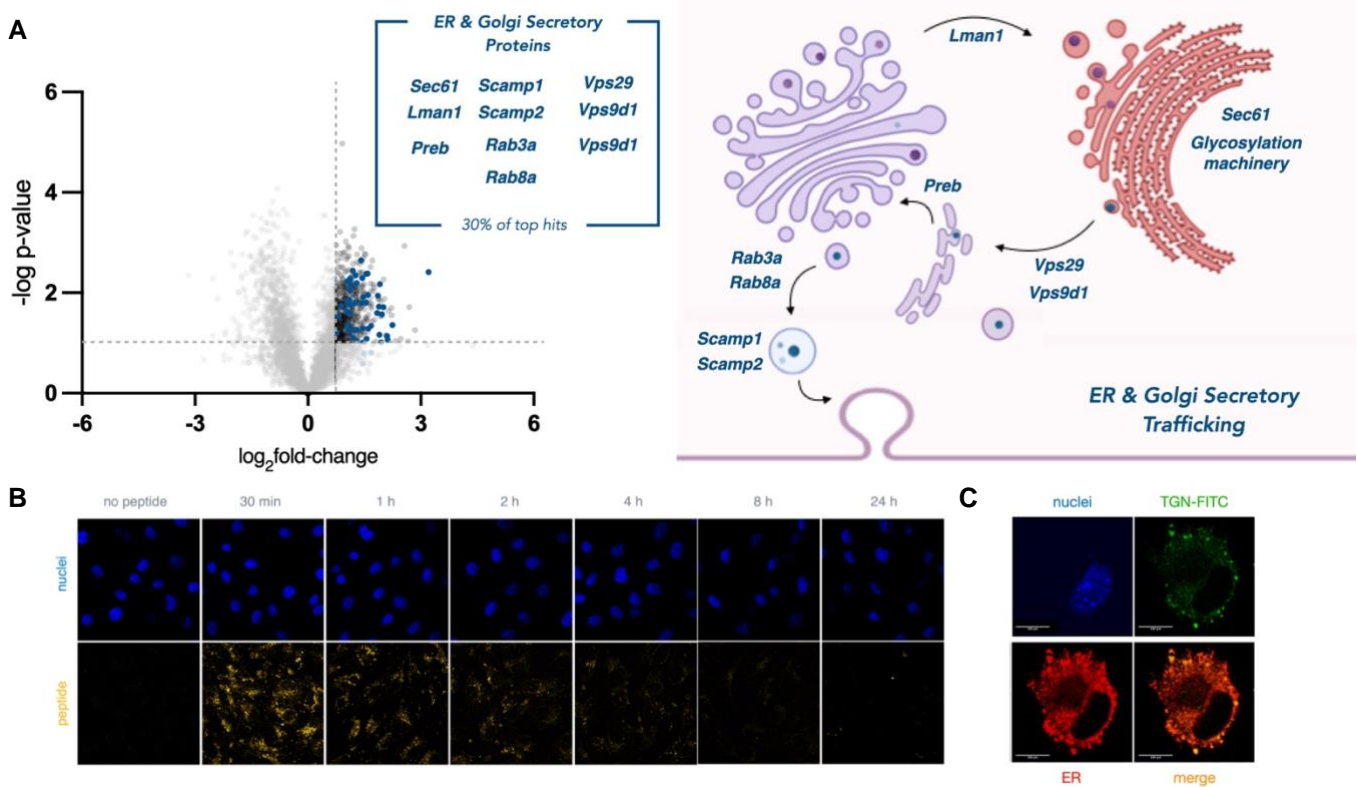 A
ER & Golgi Secretory
Proteins
Sec61 Scamp1 Vps29
Lman1 Scamp2 Vps9d1
Preb Rab3a Vps9d1
Rab8a
30% of top hits
-log p-value
6
4
2
0
-6 -3 0 3 6
log2fold-change
Lman1
Sec61
Glycosylation
machinery
Preb
Rab3a
Rab8a
Vps29
Vps9d1
Scamp1
Scamp2
ER & Golgi Secretory
Trafficking
B
no peptide 30 min 1 h 2 h 4 h 8 h 24 h
nuclei
peptide
C
nuclei TGN-FITC
ER merge